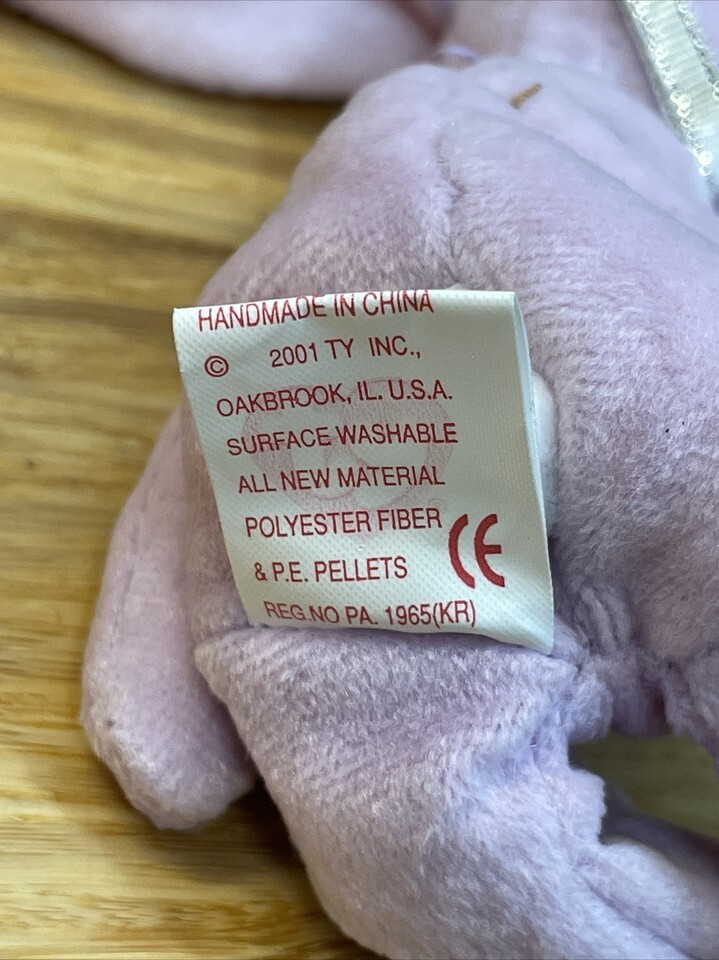 HANDMADE IN CHINA
© 2001 TY INC.,
OAKBROOK, IL. U.S.A.
SURFACE WASHABLE
ALL NEW MATERIAL
POLYESTER FIBER
& P.E. PELLETS CE
REG.NO PA. 1965(KR)